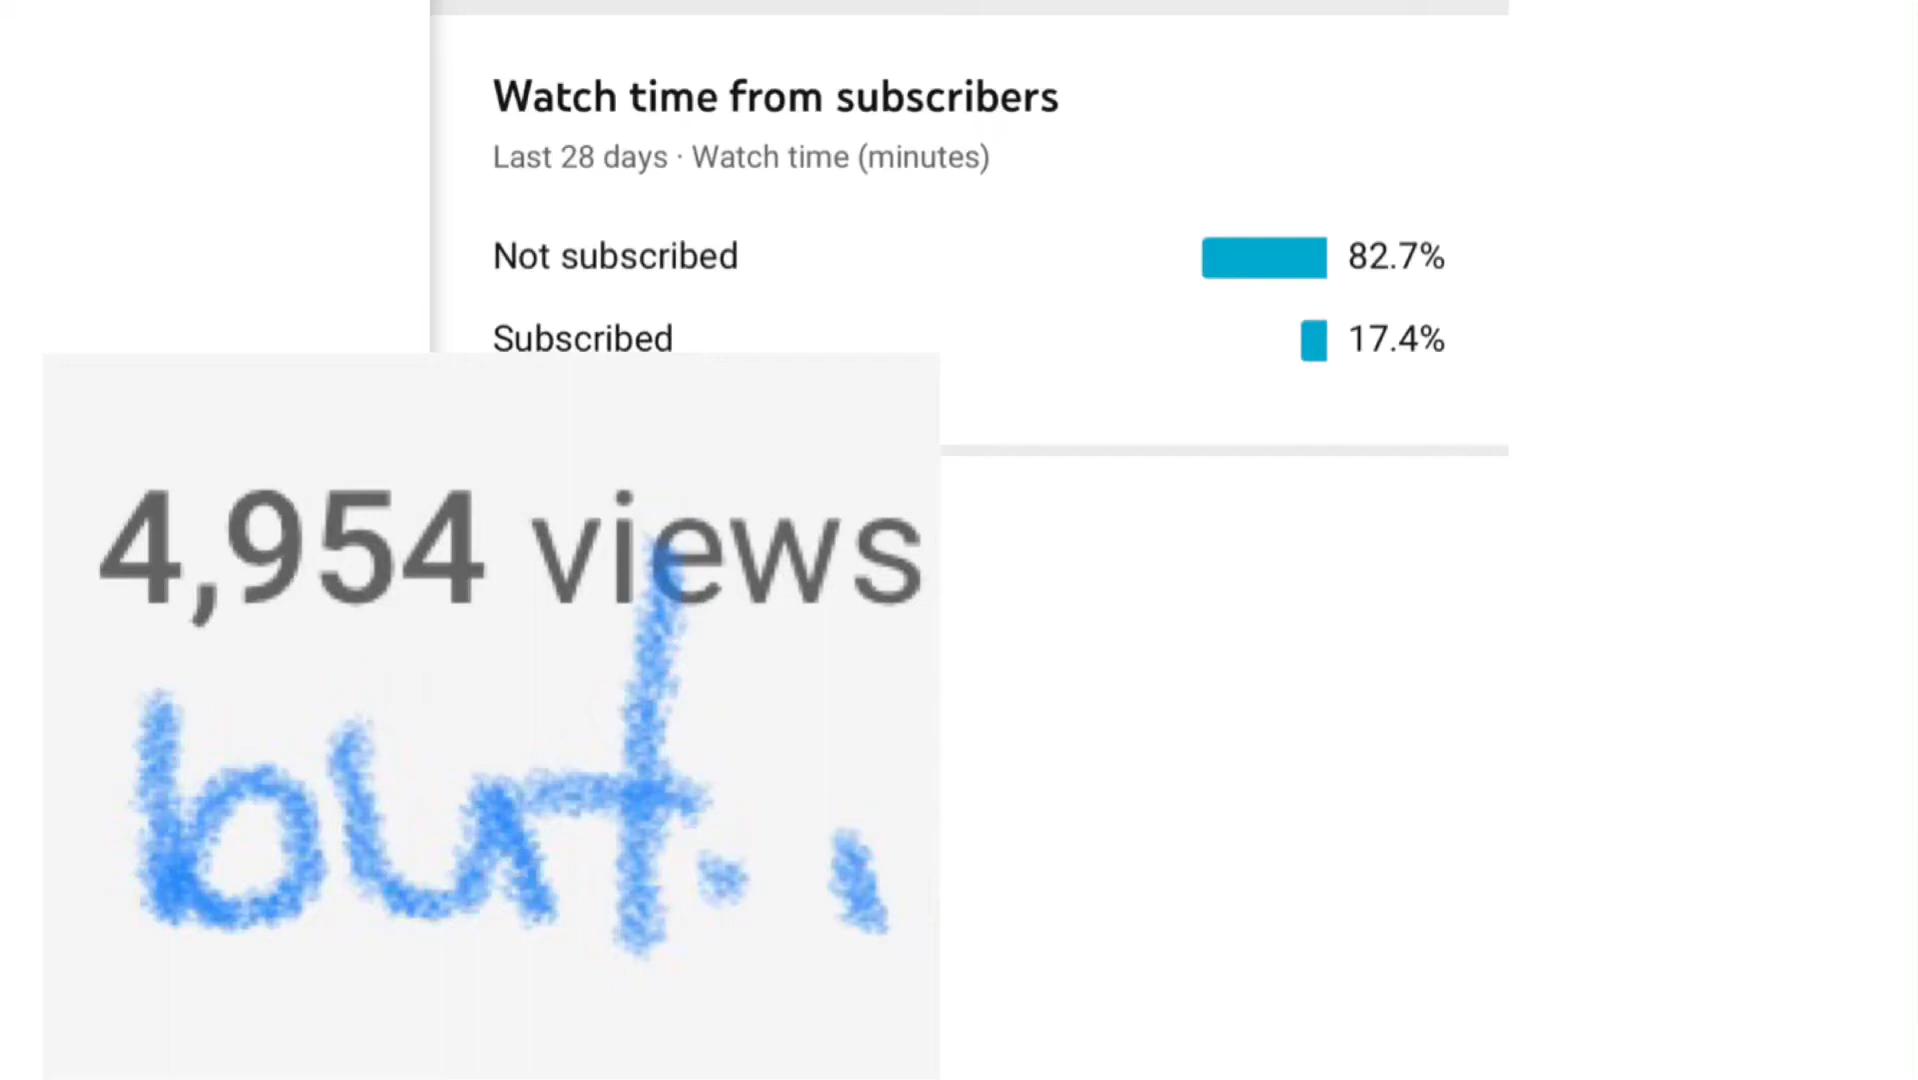 Watch time from subscribers
Last 28 days · Watch time (minutes)
Not subscribed 82.7%
Subscribed 17.4%
4,954 views
but..